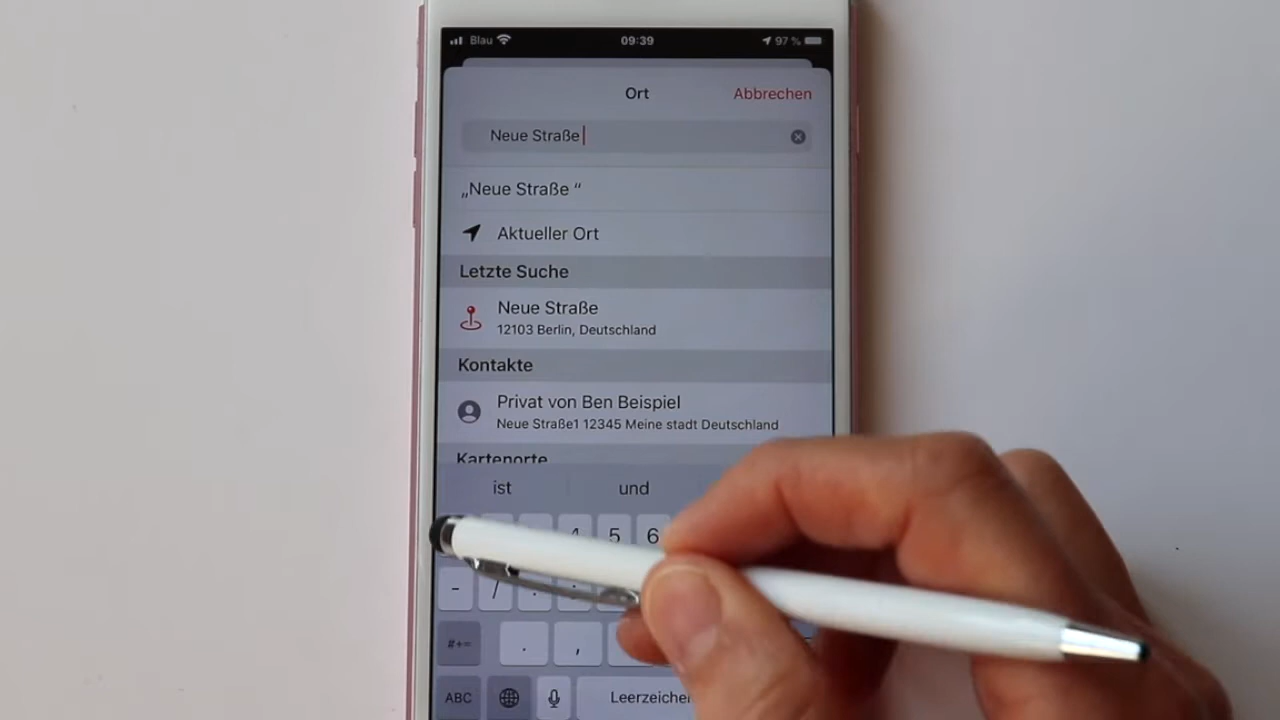 Blau 09:39 97 %
Ort Abbrechen
Neue Straße
„Neue Straße “
Aktueller Ort
Letzte Suche
Neue Straße
12103 Berlin, Deutschland
Kontakte
Privat von Ben Beispiel
Neue Straße1 12345 Meine stadt Deutschland
Kartenorte
ist und
4 5 6
- / :
#+= . ,
ABC Leerzeichen